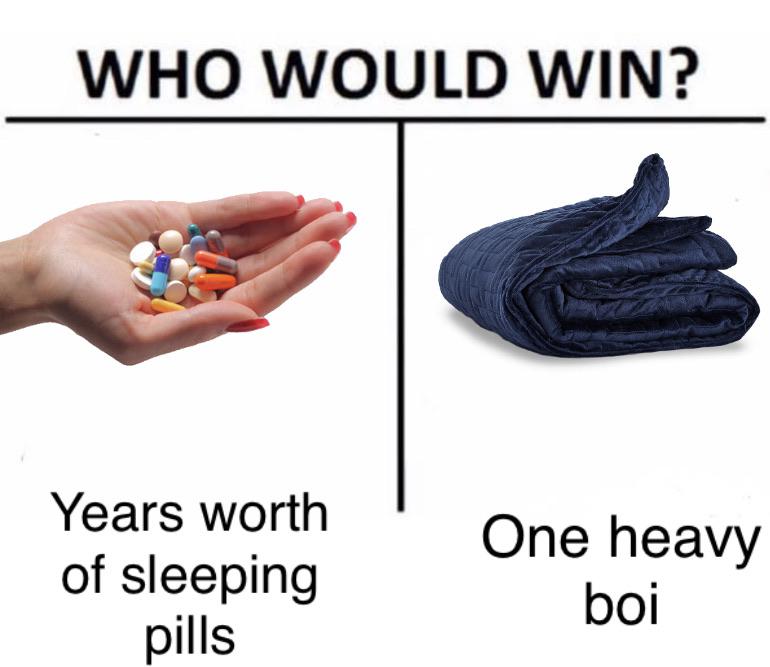 WHO WOULD WIN?
Years worth
of sleeping
pills
One heavy
boi